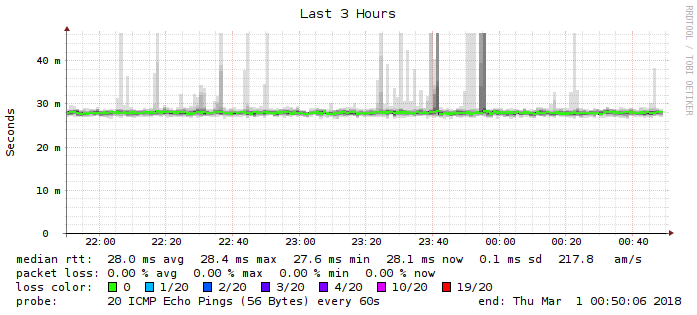 Last 3 Hours
RRDTOOL / TOBI OETIKER
Seconds
40 m
30 m
20 m
10 m
0
22:00 22:20 22:40 23:00 23:20 23:40 00:00 00:20 00:40
median rtt: 28.0 ms avg 28.4 ms max 27.6 ms min 28.1 ms now 0.1 ms sd 217.8 am/s
packet loss: 0.00 % avg 0.00 % max 0.00 % min 0.00 % now
loss color: 0 1/20 2/20 3/20 4/20 10/20 19/20
probe: 20 ICMP Echo Pings (56 Bytes) every 60s end: Thu Mar 1 00:50:06 2018